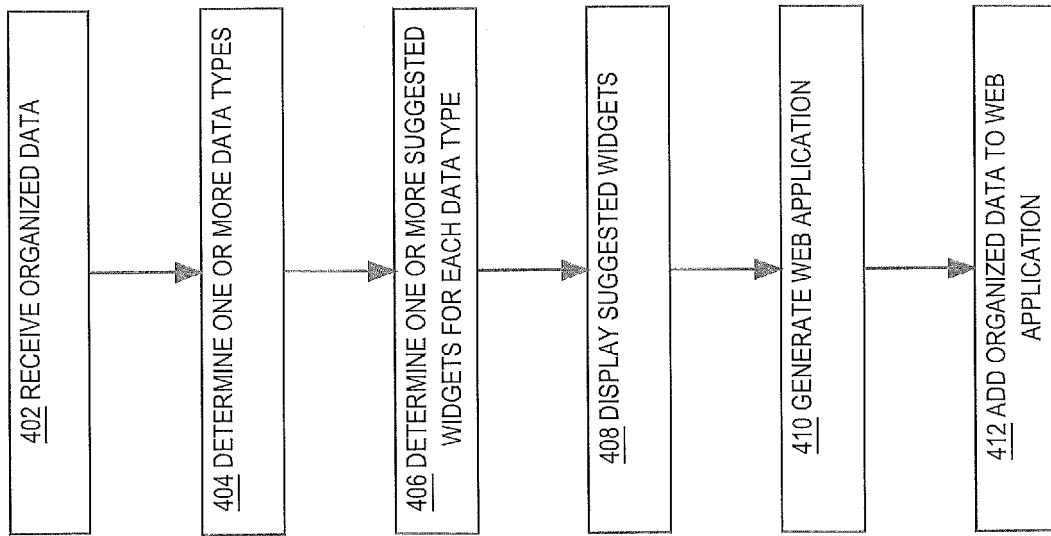 402 RECEIVE ORGANIZED DATA
404 DETERMINE ONE OR MORE DATA TYPES
406 DETERMINE ONE OR MORE SUGGESTED
WIDGETS FOR EACH DATA TYPE
408 DISPLAY SUGGESTED WIDGETS
410 GENERATE WEB APPLICATION
412 ADD ORGANIZED DATA TO WEB
APPLICATION